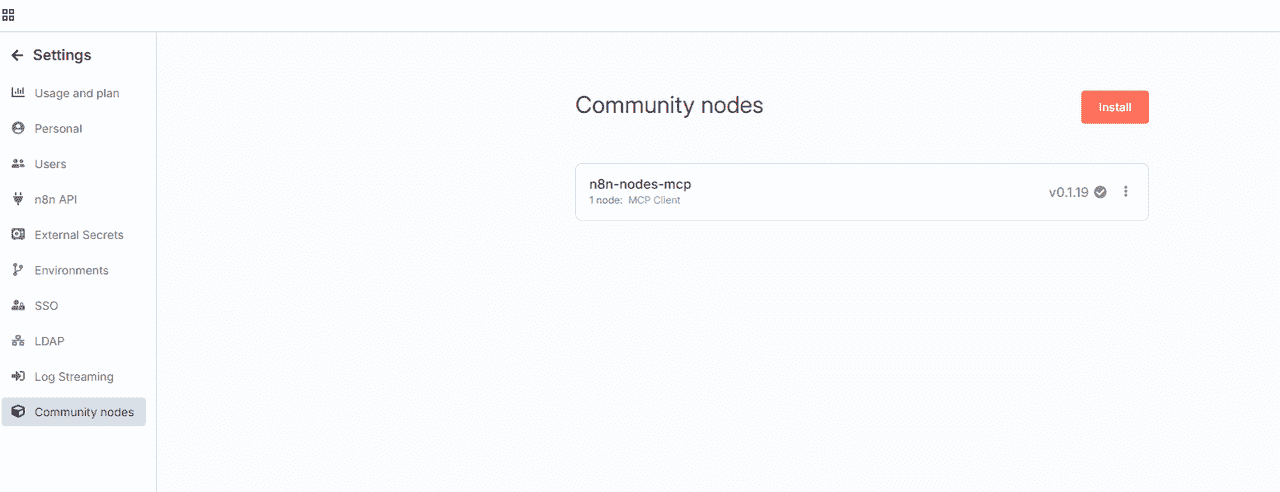 Settings
Usage and plan
Personal
Users
n8n API
External Secrets
Environments
SSO
LDAP
Log Streaming
Community nodes
Community nodes
Install
n8n-nodes-mcp
1 node: MCP Client
v0.1.19